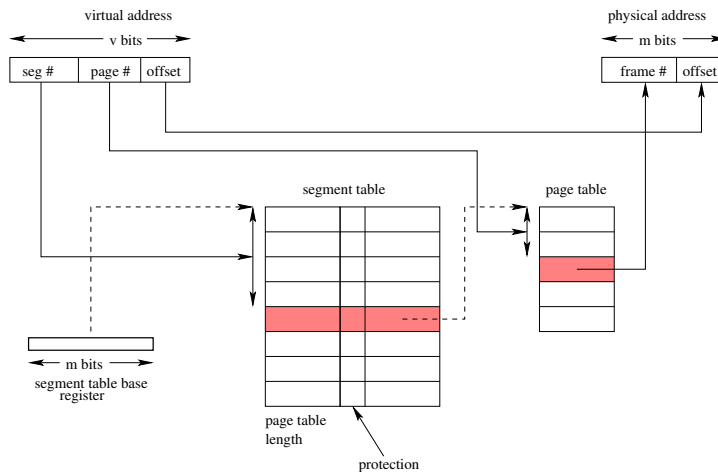 virtual address
v bits
seg #
page #
offset
physical address
m bits
frame #
offset
segment table
page table
m bits
segment table base
register
page table
length
protection